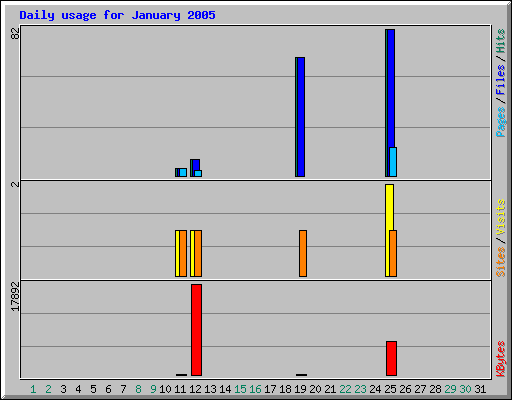 Daily usage for January 2005
82
2
17892
Pages/Files/Hits
Sites/Visits
KBytes
1 2 3 4 5 6 7 8 9 10 11 12 13 14 15 16 17 18 19 20 21 22 23 24 25 26 27 28 29 30 31